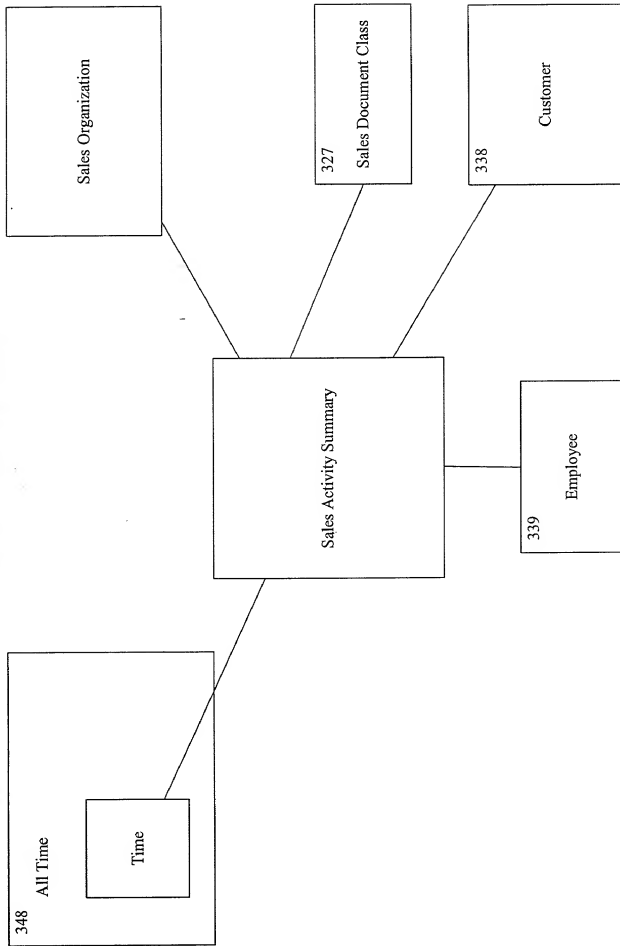 348
All Time
Time
Sales Organization
Sales Activity Summary
327
Sales Document Class
338
Customer
339
Employee